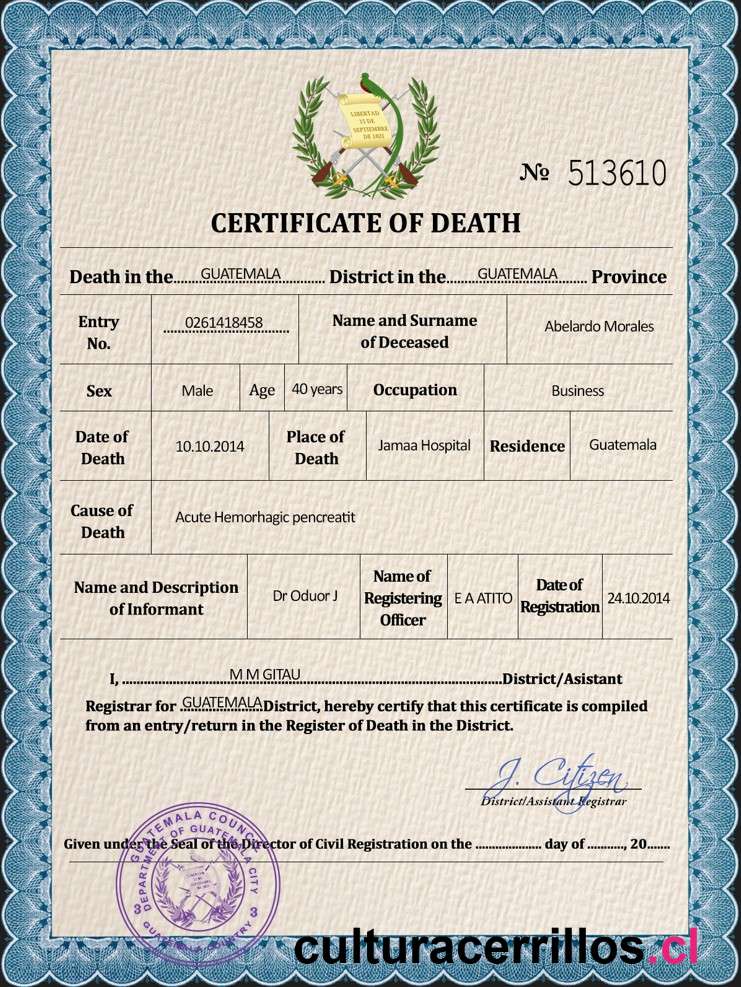 LIBERTAD
15 DE
SEPTIEMBRE
DE 1821
№ 513610
CERTIFICATE OF DEATH
Death in the.....GUATEMALA............ District in the.......GUATEMALA...... Province
Entry No. 0261418458 Name and Surname of Deceased Abelardo Morales
Sex Male Age 40 years Occupation Business
Date of Death 10.10.2014 Place of Death Jamaa Hospital Residence Guatemala
Cause of Death Acute Hemorhagic pencreatit
Name and Description of Informant Dr Oduor J Name of Registering Officer E A ATITO Date of Registration 24.10.2014
I, ............M M GITAU............District/Asistant
Registrar for GUATEMALA District, hereby certify that this certificate is compiled
from an entry/return in the Register of Death in the District.
J. Citizen
District/Assistant Registrar
Given under the Seal of the Director of Civil Registration on the .................... day of ..........., 20.......
GUATEMALA COUNCIL
DEPARTMENT OF GUATEMALA CITY
3 3
culturacerrillos.cl